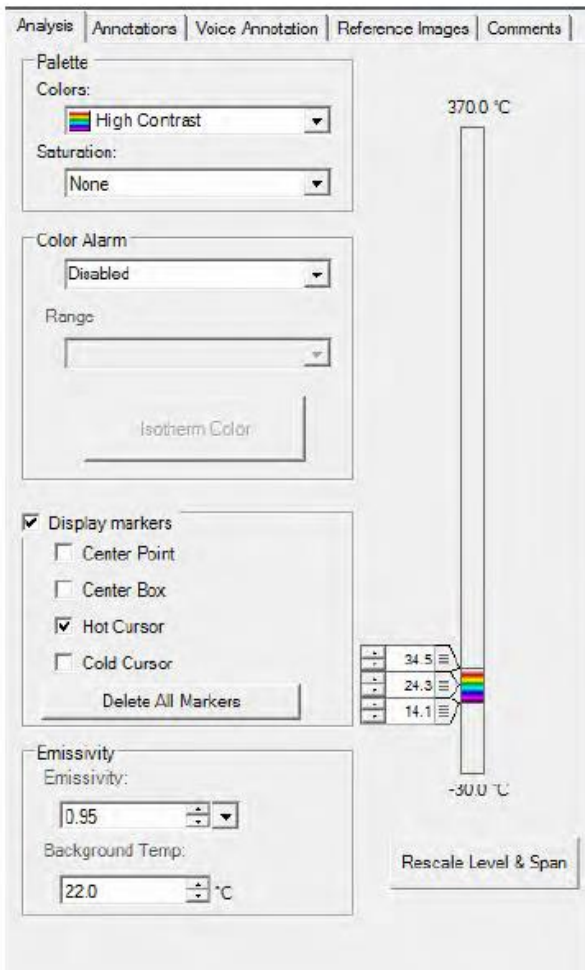 Analysis Annotations Voice Annotation Reference Images Comments
Palette
Colors:
High Contrast
Saturation:
None
Color Alarm
Disabled
Range
Isotherm Color
Display markers
Center Point
Center Box
Hot Cursor
Cold Cursor
Delete All Markers
Emissivity
Emissivity:
0.95
Background Temp:
22.0 °C
370.0 °C
34.5
24.3
14.1
-30.0 °C
Rescale Level & Span